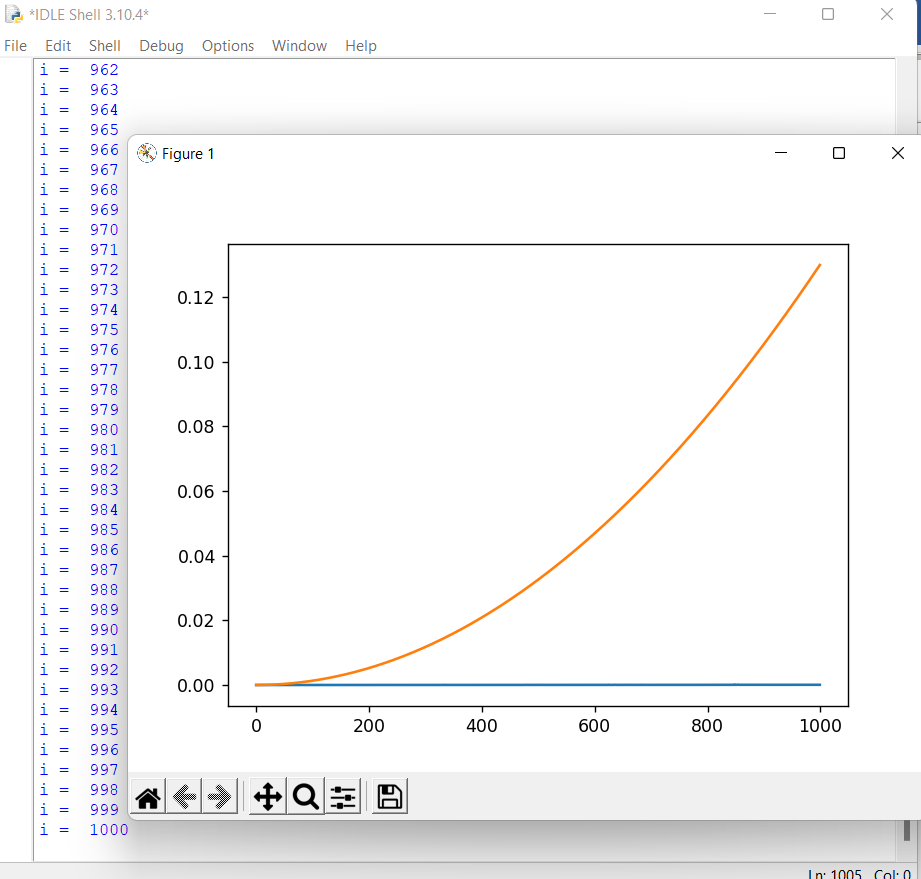 *IDLE Shell 3.10.4*
File Edit Shell Debug Options Window Help
i = 962
i = 963
i = 964
i = 965
i = 966
i = 967
i = 968
i = 969
i = 970
i = 971
i = 972
i = 973
i = 974
i = 975
i = 976
i = 977
i = 978
i = 979
i = 980
i = 981
i = 982
i = 983
i = 984
i = 985
i = 986
i = 987
i = 988
i = 989
i = 990
i = 991
i = 992
i = 993
i = 994
i = 995
i = 996
i = 997
i = 998
i = 999
i = 1000
Figure 1
0.12
0.10
0.08
0.06
0.04
0.02
0.00
0 200 400 600 800 1000
Ln: 1005 Col: 0